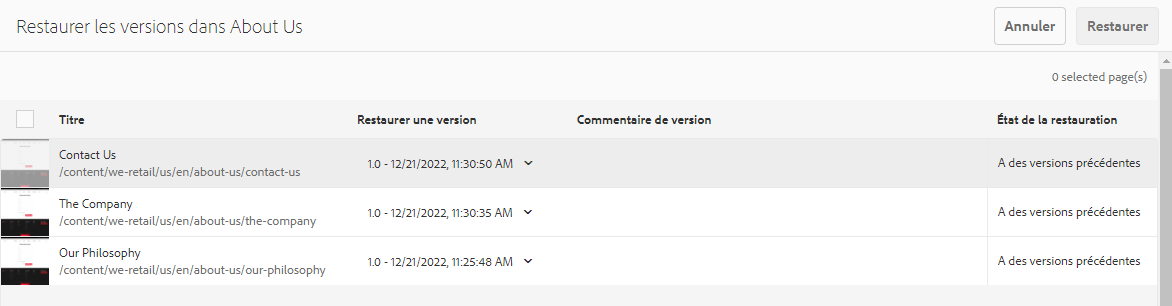 Restaurer les versions dans About Us
Annuler
Restaurer
0 selected page(s)
Titre
Restaurer une version
Commentaire de version
État de la restauration
Contact Us
/content/we-retail/us/en/about-us/contact-us
1.0 - 12/21/2022, 11:30:50 AM
A des versions précédentes
The Company
/content/we-retail/us/en/about-us/the-company
1.0 - 12/21/2022, 11:30:35 AM
A des versions précédentes
Our Philosophy
/content/we-retail/us/en/about-us/our-philosophy
1.0 - 12/21/2022, 11:25:48 AM
A des versions précédentes